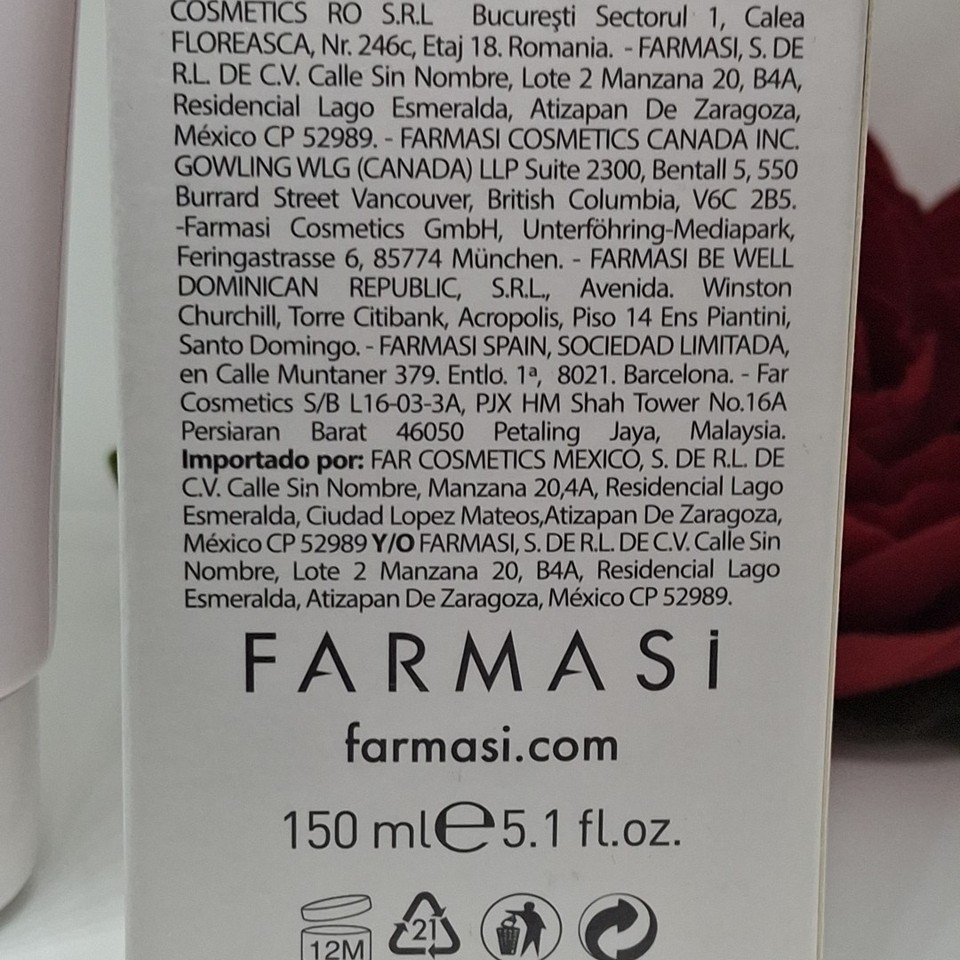 COSMETICS RO S.R.L Bucureşti Sectorul 1, Calea
FLOREASCA, Nr. 246c, Etaj 18. Romania. - FARMASI, S. DE
R.L. DE C.V. Calle Sin Nombre, Lote 2 Manzana 20, B4A,
Residencial Lago Esmeralda, Atizapan De Zaragoza,
México CP 52989. - FARMASI COSMETICS CANADA INC.
GOWLING WLG (CANADA) LLP Suite 2300, Bentall 5, 550
Burrard Street Vancouver, British Columbia, V6C 2B5.
-Farmasi Cosmetics GmbH, Unterföhring-Mediapark,
Feringastrasse 6, 85774 München. - FARMASI BE WELL
DOMINICAN REPUBLIC, S.R.L., Avenida. Winston
Churchill, Torre Citibank, Acropolis, Piso 14 Ens Piantini,
Santo Domingo. - FARMASI SPAIN, SOCIEDAD LIMITADA,
en Calle Muntaner 379. Entlo. 1ª, 8021. Barcelona. - Far
Cosmetics S/B L16-03-3A, PJX HM Shah Tower No.16A
Persiaran Barat 46050 Petaling Jaya, Malaysia.
Importado por: FAR COSMETICS MEXICO, S. DE R.L. DE
C.V. Calle Sin Nombre, Manzana 20,4A, Residencial Lago
Esmeralda, Ciudad Lopez Mateos,Atizapan De Zaragoza,
México CP 52989 Y/O FARMASI, S. DE R.L. DE C.V. Calle Sin
Nombre, Lote 2 Manzana 20, B4A, Residencial Lago
Esmeralda, Atizapan De Zaragoza, México CP 52989.
FARMASi
farmasi.com
150 ml℮5.1 fl.oz.
12M 21